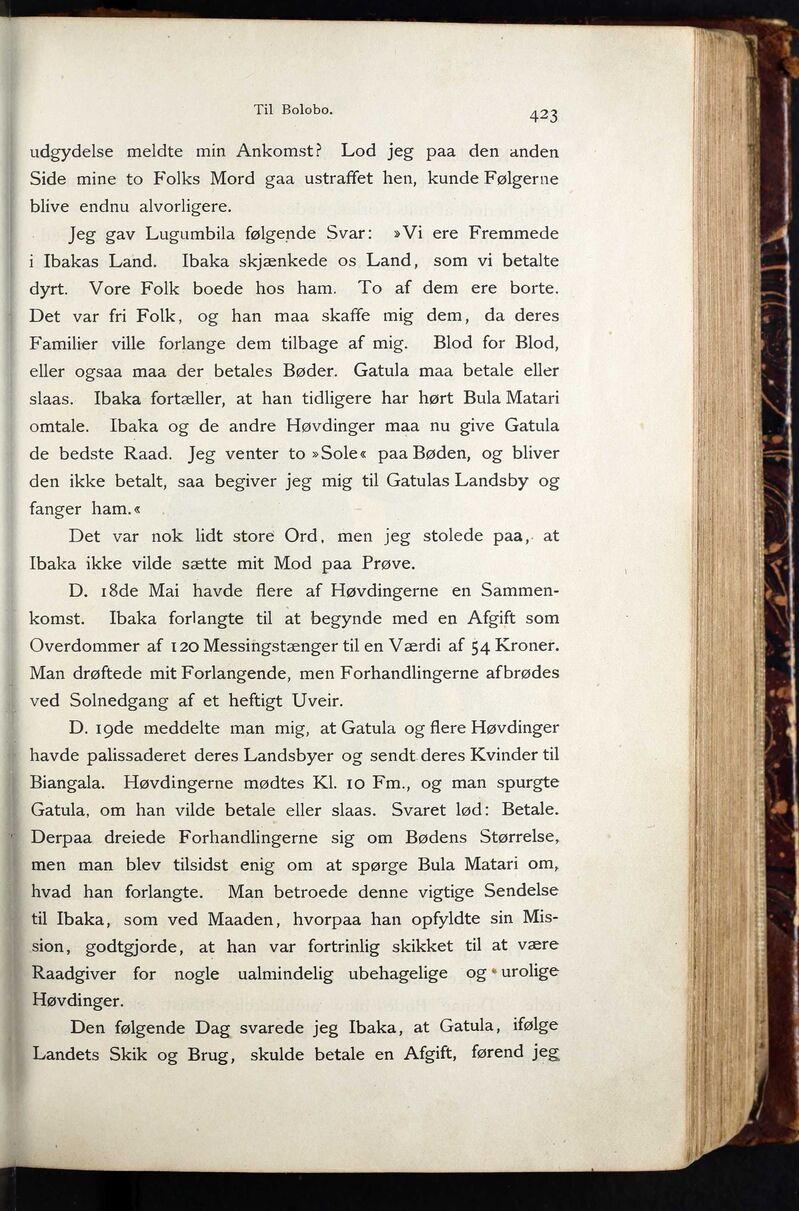 Til Bolobo.
423
udgydelse meldte min Ankomst? Lod jeg paa den anden
Side mine to Folks Mord gaa ustraffet hen, kunde Følgerne
blive endnu alvorligere.
Jeg gav Lugumbila følgende Svar: »Vi ere Fremmede
i Ibakas Land. Ibaka skjænkede os Land, som vi betalte
dyrt. Vore Folk boede hos ham. To af dem ere borte.
Det var fri Folk, og han maa skaffe mig dem, da deres
Familier ville forlange dem tilbage af mig. Blod for Blod,
eller ogsaa maa der betales Bøder. Gatula maa betale eller
slaas. Ibaka fortæller, at han tidligere har hørt Bula Matari
omtale. Ibaka og de andre Høvdinger maa nu give Gatula
de bedste Raad. Jeg venter to »Sole« paa Bøden, og bliver
den ikke betalt, saa begiver jeg mig til Gatulas Landsby og
fanger ham.«
Det var nok lidt store Ord, men jeg stolede paa, at
Ibaka ikke vilde sætte mit Mod paa Prøve.
D. 18de Mai havde flere af Høvdingerne en Sammen-
komst. Ibaka forlangte til at begynde med en Afgift som
Overdommer af 120 Messingstænger til en Værdi af 54 Kroner.
Man drøftede mit Forlangende, men Forhandlingerne afbrødes
ved Solnedgang af et heftigt Uveir.
D. 19de meddelte man mig, at Gatula og flere Høvdinger
havde palissaderet deres Landsbyer og sendt deres Kvinder til
Biangala. Høvdingerne mødtes Kl. 10 Fm., og man spurgte
Gatula, om han vilde betale eller slaas. Svaret lød: Betale.
Derpaa dreiede Forhandlingerne sig om Bødens Størrelse,
men man blev tilsidst enig om at spørge Bula Matari om,
hvad han forlangte. Man betroede denne vigtige Sendelse
til Ibaka, som ved Maaden, hvorpaa han opfyldte sin Mis-
sion, godtgjorde, at han var fortrinlig skikket til at være
Raadgiver for nogle ualmindelig ubehagelige og urolige
Høvdinger.
Den følgende Dag svarede jeg Ibaka, at Gatula, ifølge
Landets Skik og Brug, skulde betale en Afgift, førend jeg